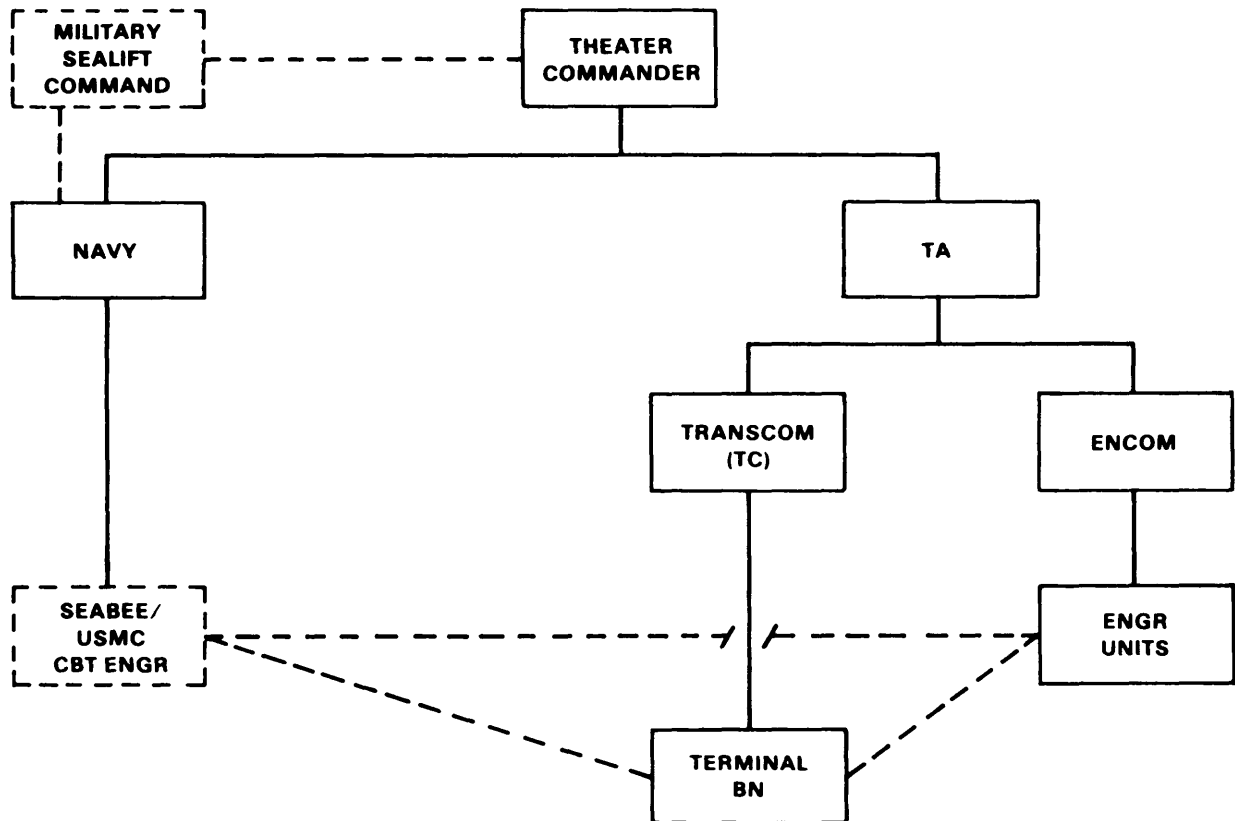 MILITARY
SEALIFT
COMMAND
THEATER
COMMANDER
NAVY
TA
TRANSCOM
(TC)
ENCOM
SEABEE/
USMC
CBT ENGR
ENGR
UNITS
TERMINAL
BN